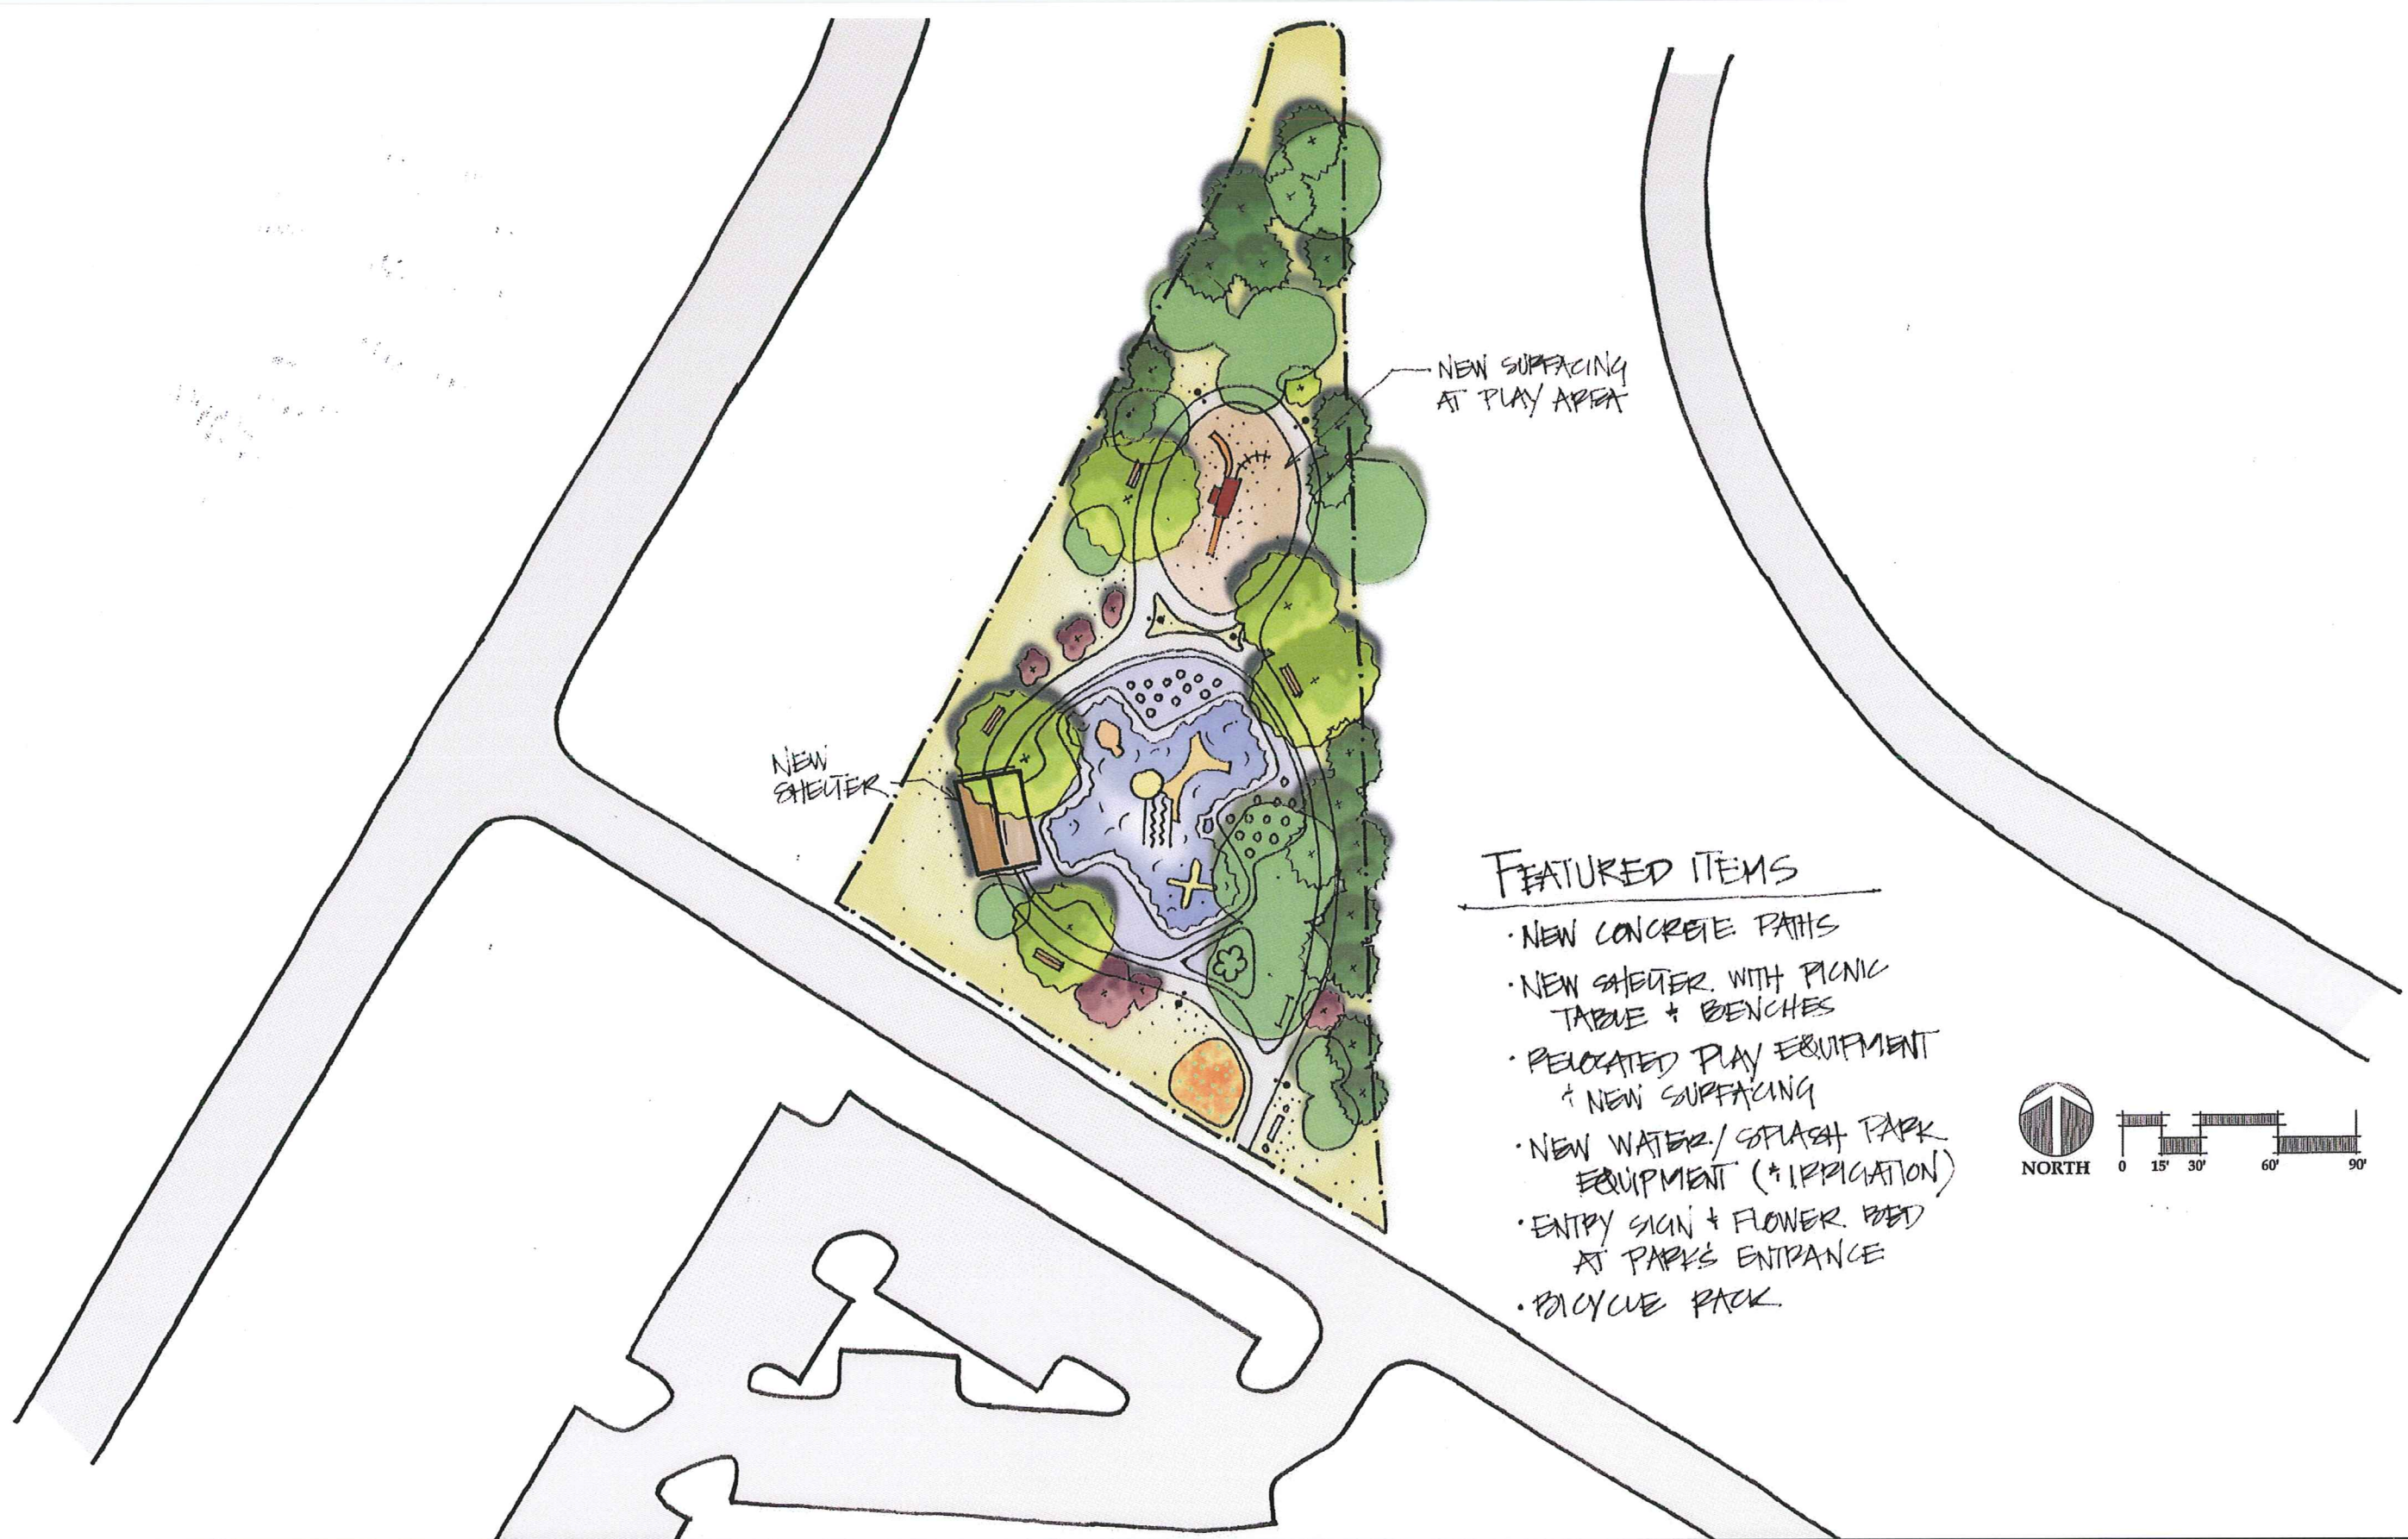 NEW SURFACING
AT PLAY AREA
NEW
SHELTER
FEATURED ITEMS
· NEW CONCRETE PATHS
· NEW SHELTER WITH PICNIC
TABLE & BENCHES
· RELOCATED PLAY EQUIPMENT
& NEW SURFACING
· NEW WATER/SPLASH PARK
EQUIPMENT (& IRRIGATION)
· ENTRY SIGN & FLOWER BED
AT PARK'S ENTRANCE
· BICYCLE RACK
NORTH
0 15' 30' 60' 90'